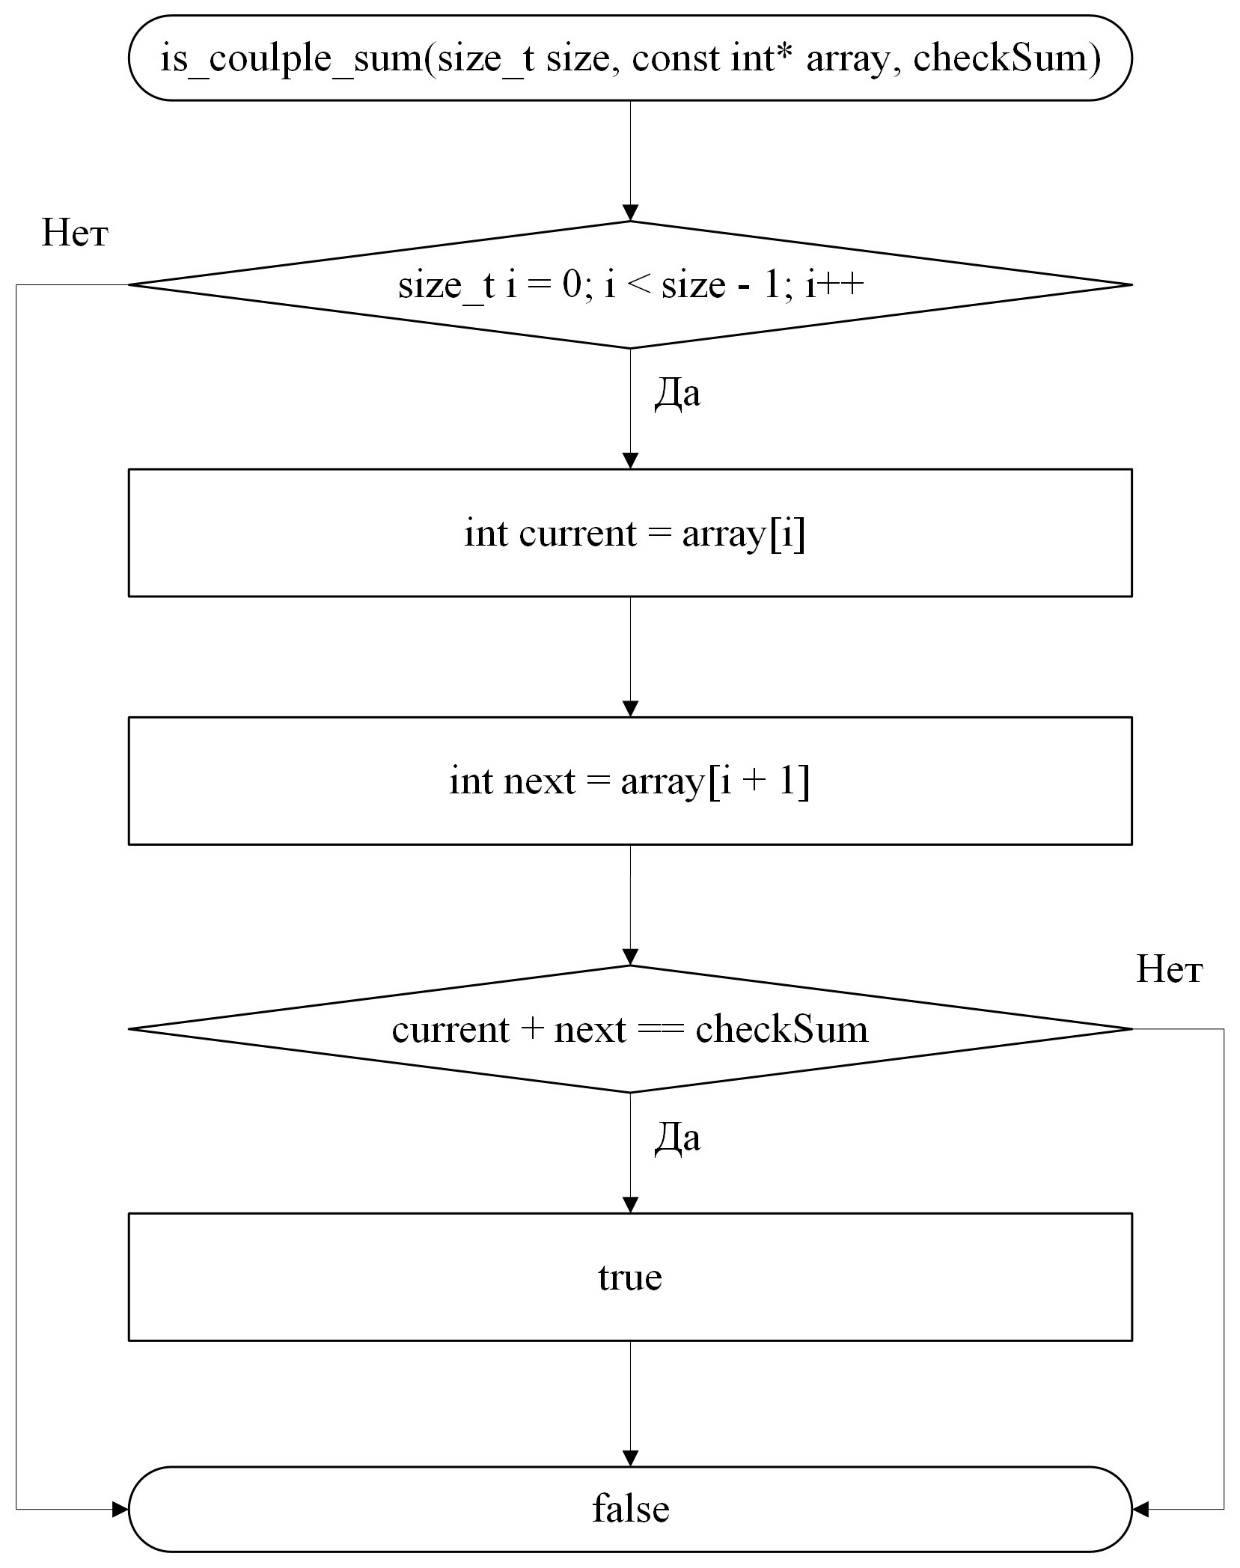 is_coulple_sum(size_t size, const int* array, checkSum)
Нет
size_t i = 0; i < size - 1; i++
Да
int current = array[i]
int next = array[i + 1]
Нет
current + next == checkSum
Да
true
false